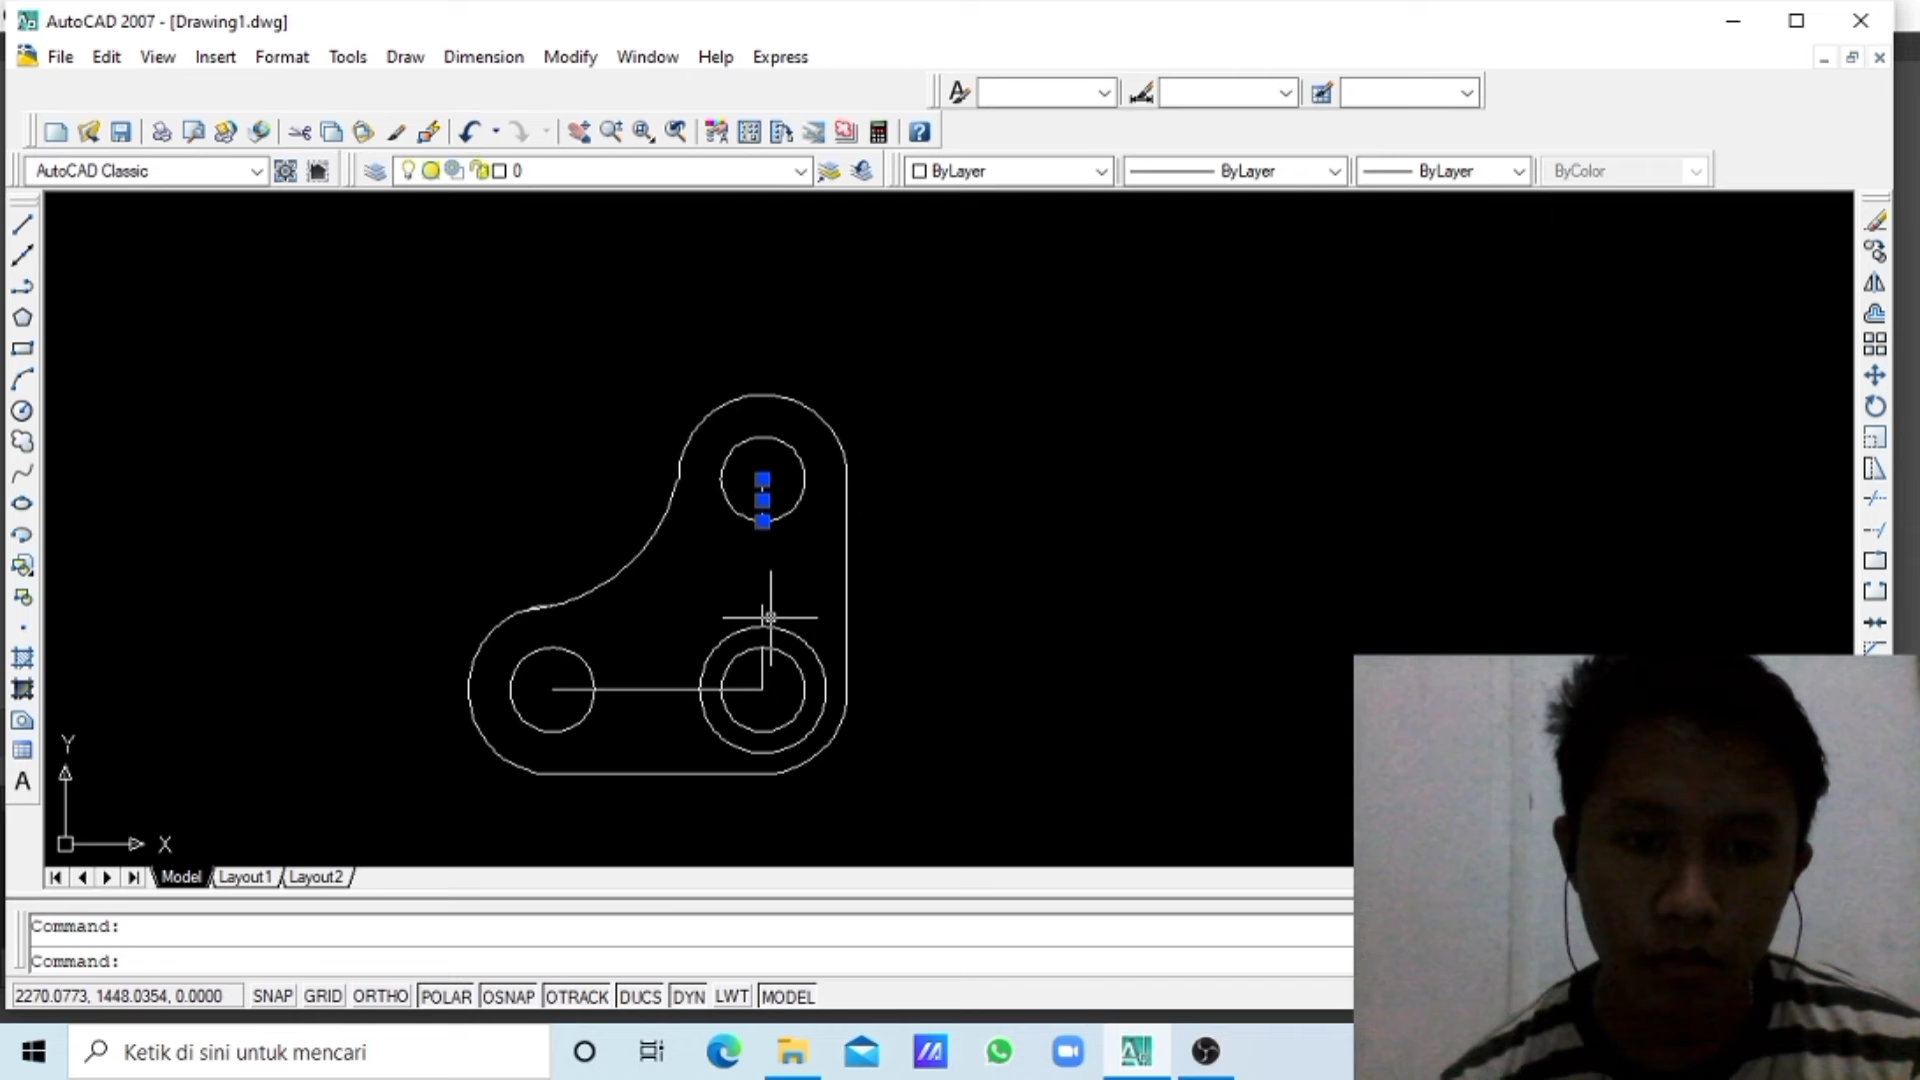 AutoCAD 2007 - [Drawing1.dwg]
File Edit View Insert Format Tools Draw Dimension Modify Window Help Express
AutoCAD Classic 0 ByLayer ByLayer ByLayer ByColor
A
Y
X
Model Layout1 Layout2
Command:
Command:
2270.0773, 1448.0354, 0.0000 SNAP GRID ORTHO POLAR OSNAP OTRACK DUCS DYN LWT MODEL
Ketik di sini untuk mencari